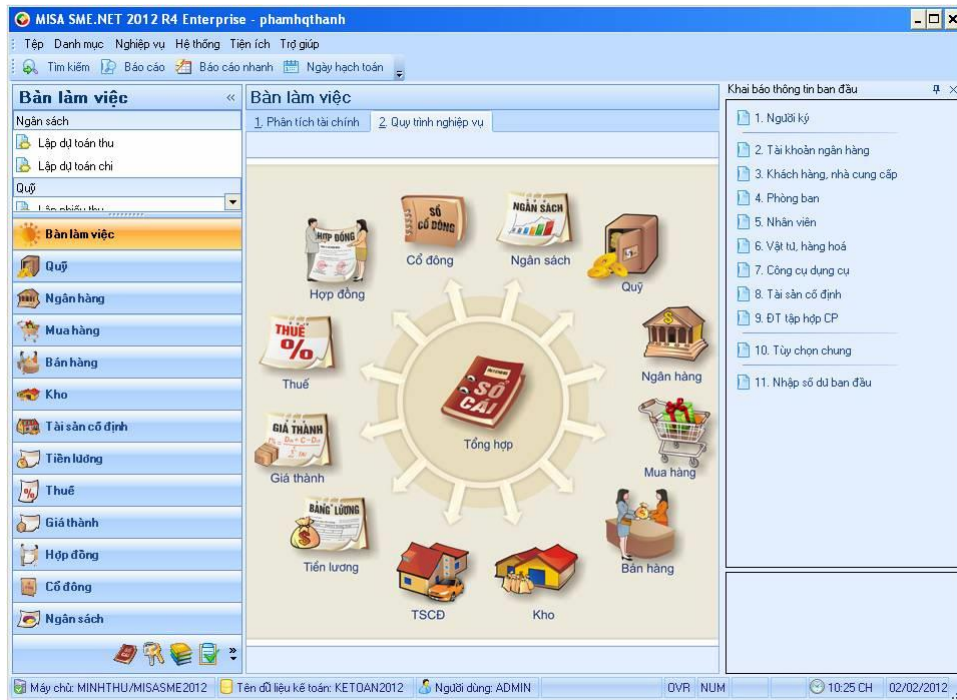 MISA SME.NET 2012 R4 Enterprise - phamhqthanh
Tệp Danh mục Nghiệp vụ Hệ thống Tiện ích Trợ giúp
Tìm kiếm Báo cáo Báo cáo nhanh Ngày hạch toán
Bàn làm việc
Ngân sách
Lập dự toán thu
Lập dự toán chi
Quỹ
Lập phiếu thu
Bàn làm việc
Quỹ
Ngân hàng
Mua hàng
Bán hàng
Kho
Tài sản cố định
Tiền lương
Thuế
Giá thành
Hợp đồng
Cổ đông
Ngân sách
Bàn làm việc
1. Phân tích tài chính 2. Quy trình nghiệp vụ
HỢP ĐỒNG
Hợp đồng
SỔ
CỔ ĐÔNG
Cổ đông
NGÂN SÁCH
Ngân sách
Quỹ
THUẾ
%
Thuế
Ngân hàng
SỔ
CÁI
Tổng hợp
GIÁ THÀNH
Giá thành
Mua hàng
BẢNG LƯƠNG
Tiền lương
Bán hàng
TSCĐ
Kho
Khai báo thông tin ban đầu
1. Người ký
2. Tài khoản ngân hàng
3. Khách hàng, nhà cung cấp
4. Phòng ban
5. Nhân viên
6. Vật tư, hàng hoá
7. Công cụ dụng cụ
8. Tài sản cố định
9. ĐT tập hợp CP
10. Tùy chọn chung
11. Nhập số dư ban đầu
Máy chủ: MINHTHU/MISASME2012 Tên dữ liệu kế toán: KETOAN2012 Người dùng: ADMIN OVR NUM 10:25 CH 02/02/2012